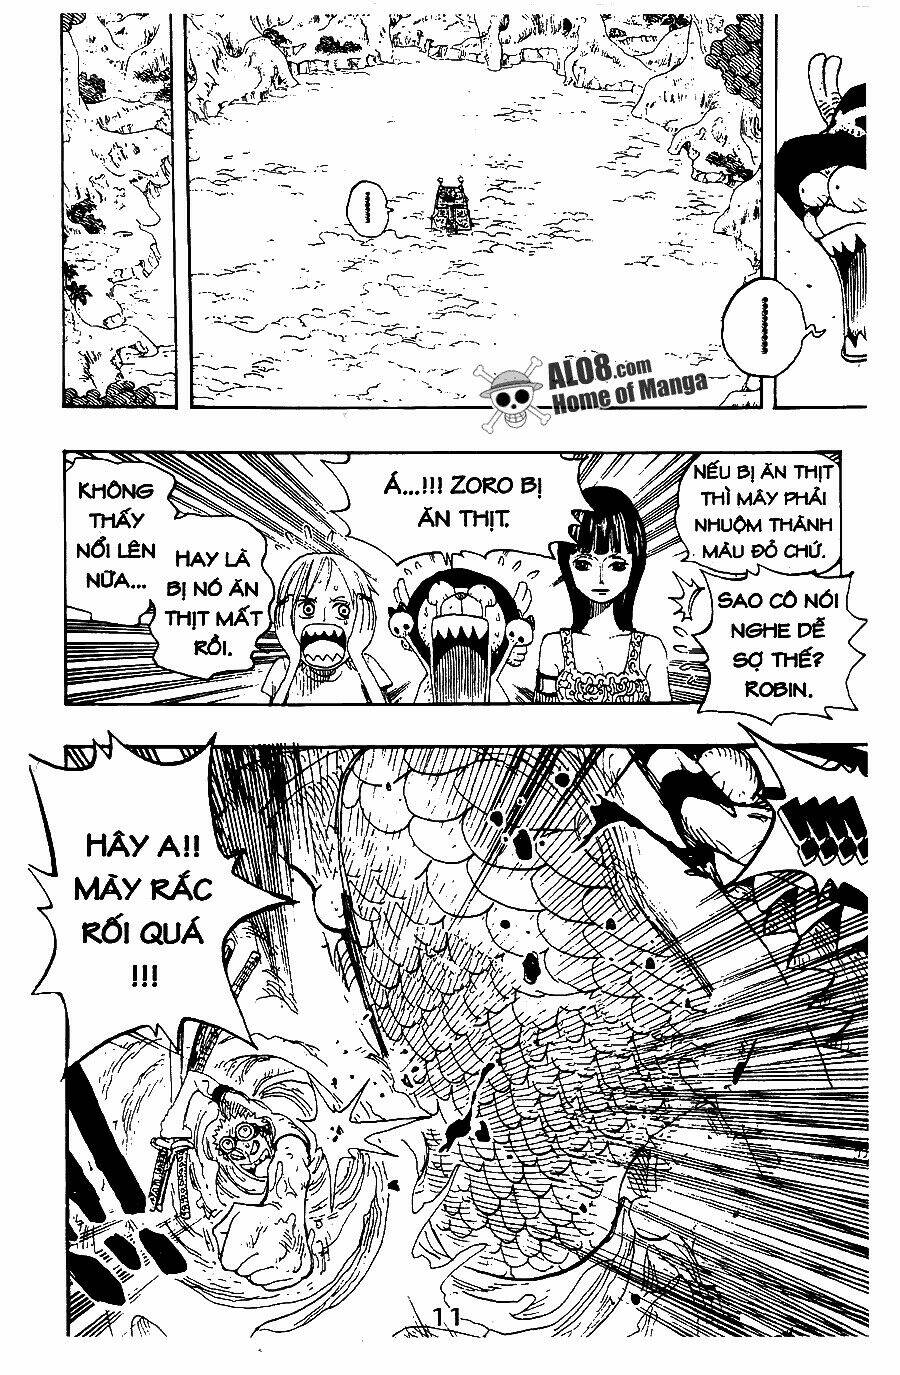 AL08.com
Home of Manga
NẾU BỊ ĂN THỊT
THÌ MÂY PHẢI
NHUỘM THÀNH
MÀU ĐỎ CHỨ.
SAO CÔ NÓI
NGHE DỄ
SỢ THẾ?
ROBIN.
Á...!!! ZORO BỊ
ĂN THỊT.
HAY LÀ
BỊ NÓ ĂN
THỊT MẤT
RỒI.
KHÔNG
THẤY
NỔI LÊN
NỮA...
HÂY A!!
MÀY RẮC
RỐI QUÁ
!!!
11